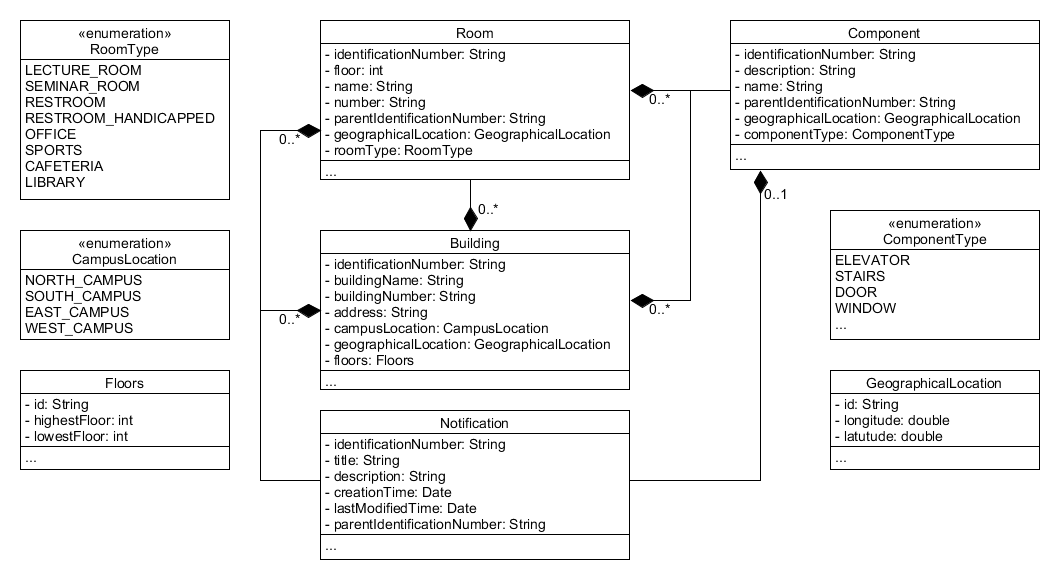 «enumeration»
RoomType
LECTURE_ROOM
SEMINAR_ROOM
RESTROOM
RESTROOM_HANDICAPPED
OFFICE
SPORTS
CAFETERIA
LIBRARY
Room
- identificationNumber: String
- floor: int
- name: String
- number: String
- parentIdentificationNumber: String
- geographicalLocation: GeographicalLocation
- roomType: RoomType
...
Component
- identificationNumber: String
- description: String
- name: String
- parentIdentificationNumber: String
- geographicalLocation: GeographicalLocation
- componentType: ComponentType
...
0..*
0..*
0..*
0..1
«enumeration»
CampusLocation
NORTH_CAMPUS
SOUTH_CAMPUS
EAST_CAMPUS
WEST_CAMPUS
Building
- identificationNumber: String
- buildingName: String
- buildingNumber: String
- address: String
- campusLocation: CampusLocation
- geographicalLocation: GeographicalLocation
- floors: Floors
...
0..*
0..*
«enumeration»
ComponentType
ELEVATOR
STAIRS
DOOR
WINDOW
...
Floors
- id: String
- highestFloor: int
- lowestFloor: int
...
Notification
- identificationNumber: String
- title: String
- description: String
- creationTime: Date
- lastModifiedTime: Date
- parentIdentificationNumber: String
...
GeographicalLocation
- id: String
- longitude: double
- latutude: double
...